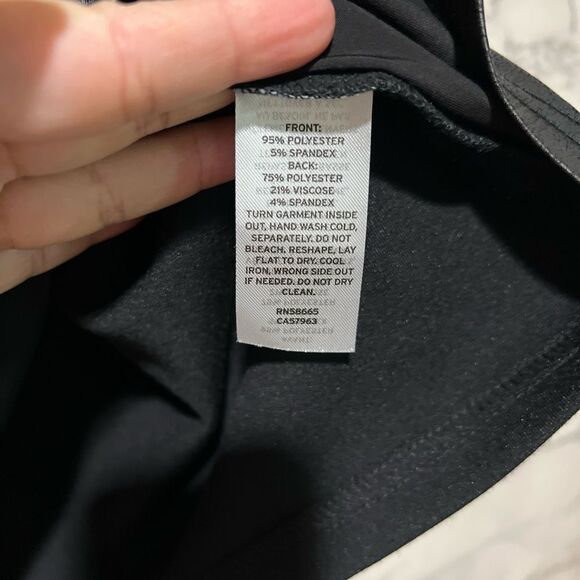 FRONT:
95% POLYESTER
5% SPANDEX
BACK:
75% POLYESTER
21% VISCOSE
4% SPANDEX
TURN GARMENT INSIDE
OUT, HAND WASH COLD,
SEPARATELY. DO NOT
BLEACH. RESHAPE, LAY
FLAT TO DRY. COOL
IRON, WRONG SIDE OUT
IF NEEDED. DO NOT DRY
CLEAN.
RN58665
CA57963